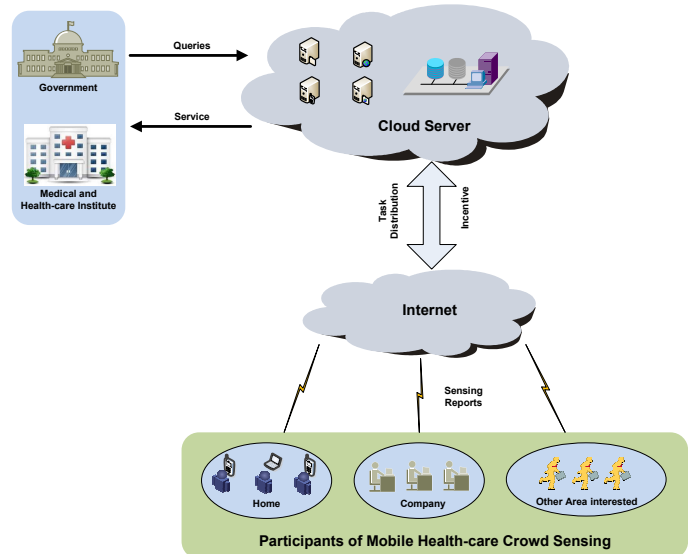 Queries
Government
Service
Medical and
Health-care Institute
Cloud Server
Task
Distribution
Incentive
Internet
Sensing
Reports
Home
Company
Other Area interested
Participants of Mobile Health-care Crowd Sensing